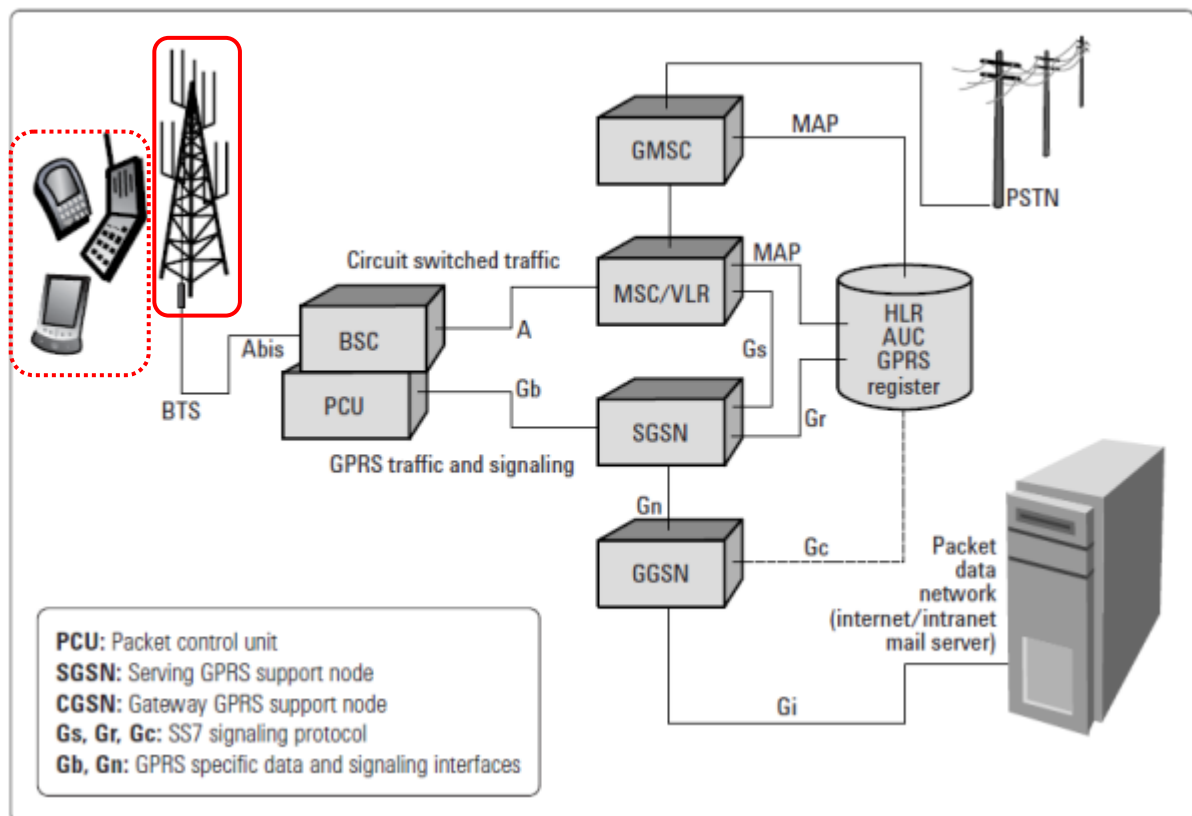 GMSC
MAP
PSTN
Circuit switched traffic
MSC/VLR
MAP
HLR
AUC
GPRS
register
Abis
BSC
A
Gs
BTS
PCU
Gb
SGSN
Gr
GPRS traffic and signaling
Gn
GGSN
Gc
Packet
data
network
(internet/intranet
mail server)
Gi
PCU: Packet control unit
SGSN: Serving GPRS support node
CGSN: Gateway GPRS support node
Gs, Gr, Gc: SS7 signaling protocol
Gb, Gn: GPRS specific data and signaling interfaces